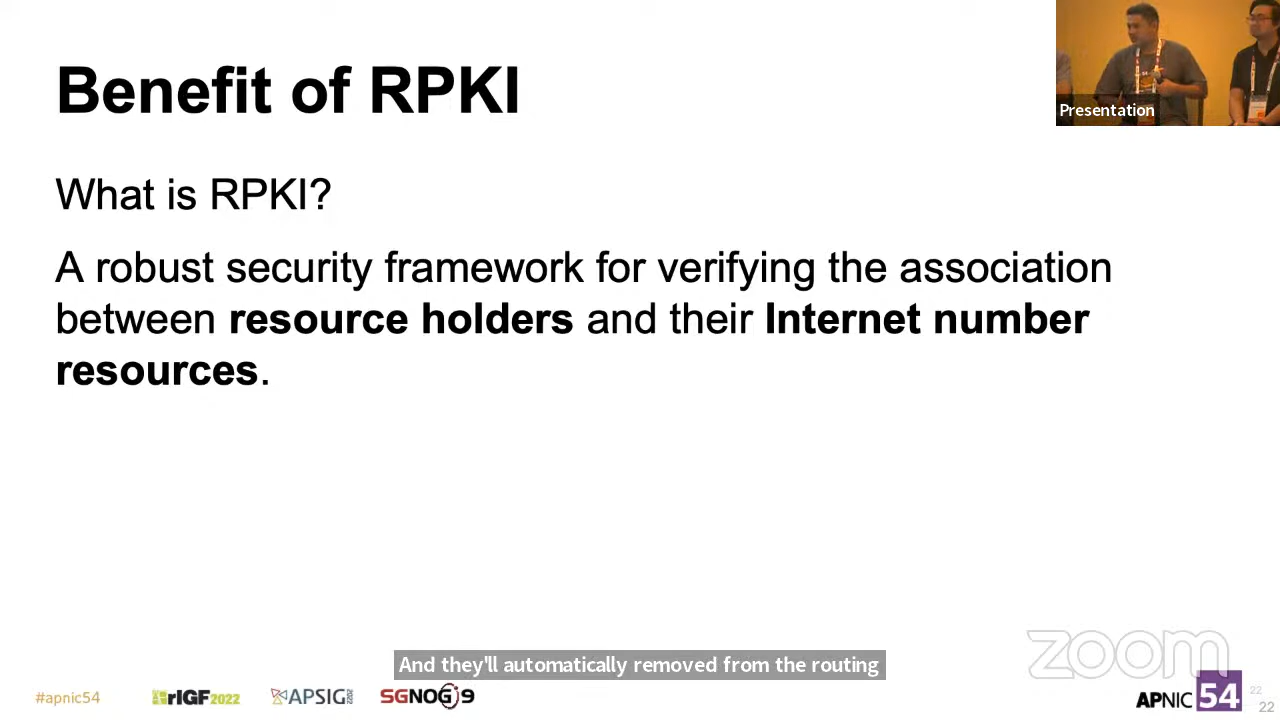 Benefit of RPKI
Presentation
What is RPKI?
A robust security framework for verifying the association
between resource holders and their Internet number
resources.
And they'll automatically removed from the routing
zoom
#apnic54
rIGF2022
APSIG
SGNOG9
APNIC 54
22
22